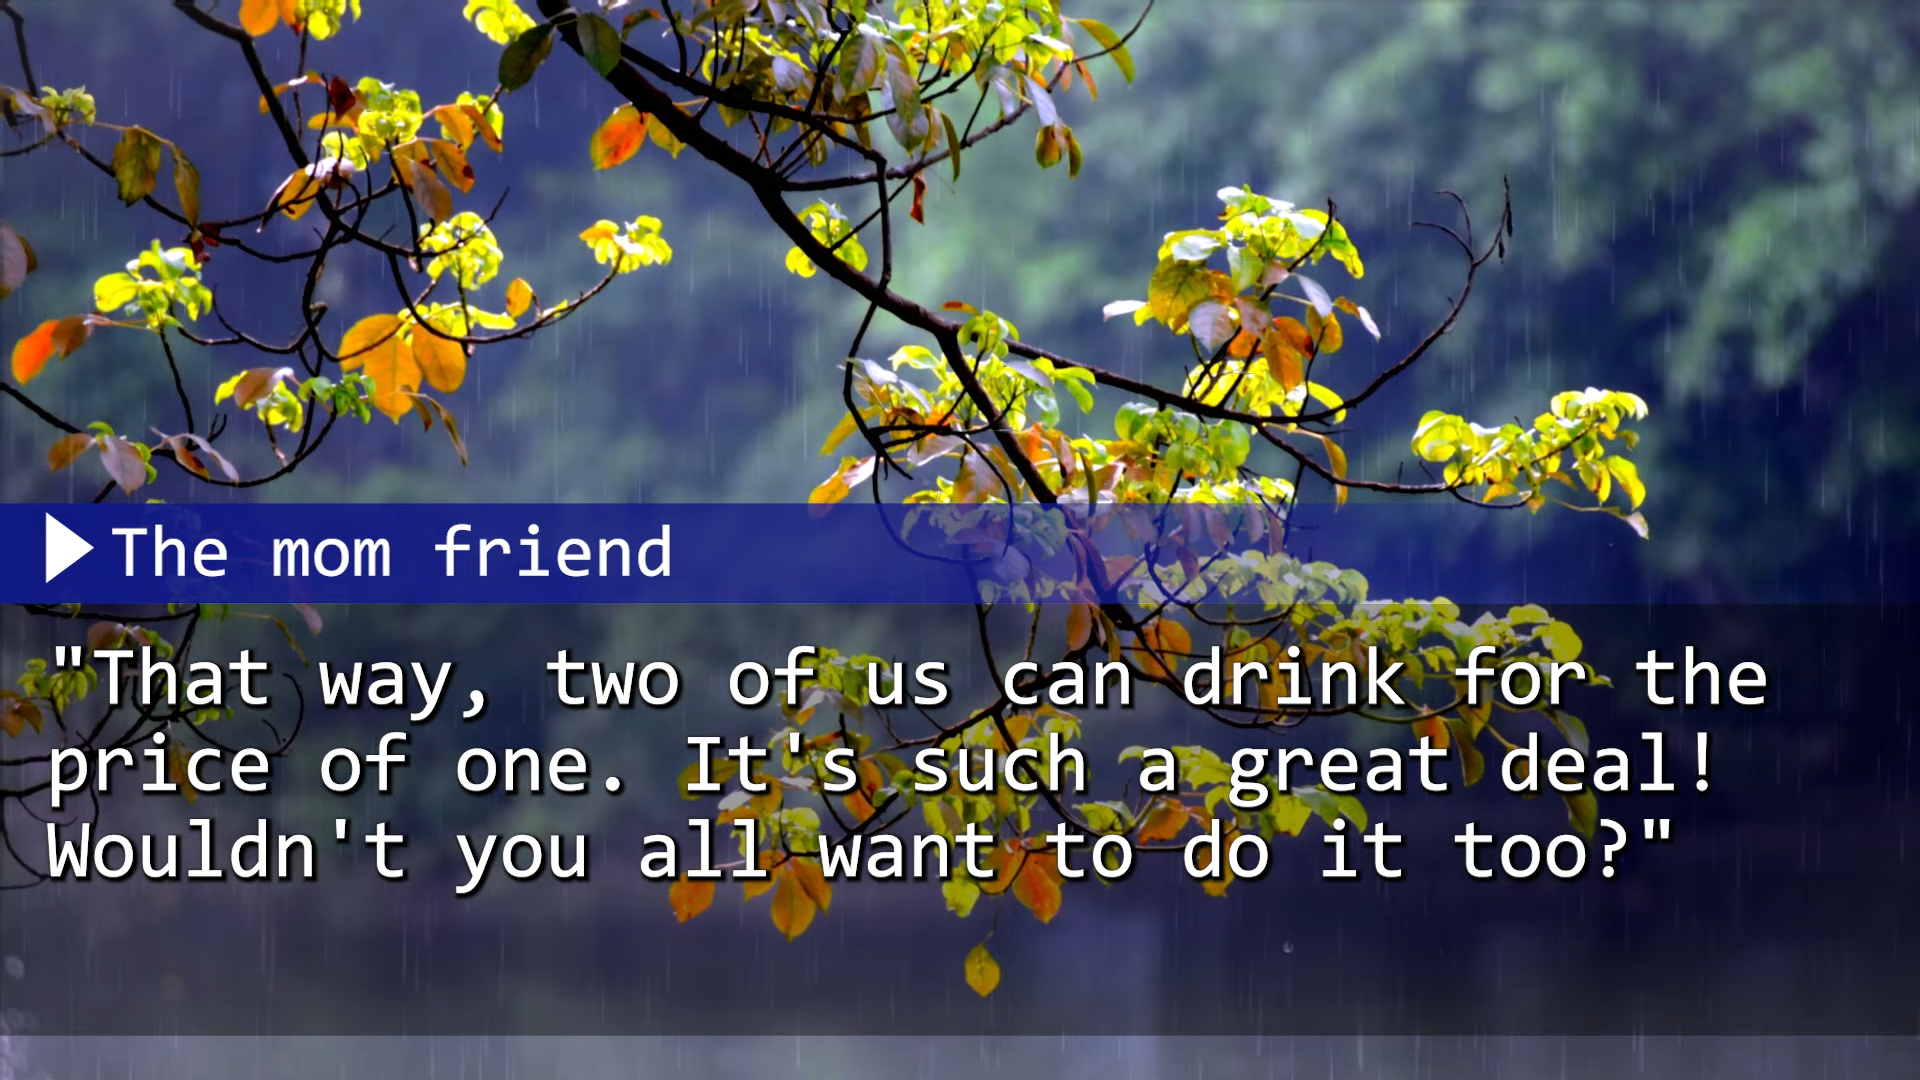 The mom friend
"That way, two of us can drink for the
price of one. It's such a great deal!
Wouldn't you all want to do it too?"